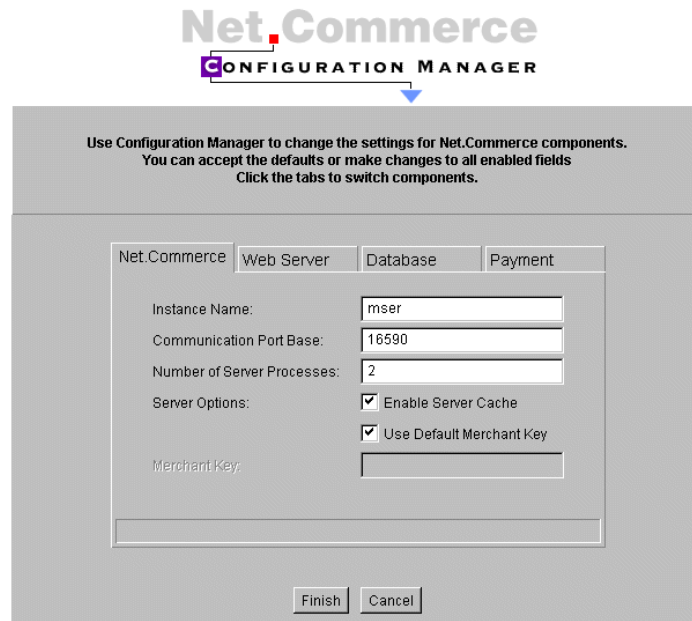 Net.Commerce
CONFIGURATION MANAGER
Use Configuration Manager to change the settings for Net.Commerce components.
You can accept the defaults or make changes to all enabled fields
Click the tabs to switch components.
Net.Commerce Web Server Database Payment
Instance Name: mser
Communication Port Base: 16590
Number of Server Processes: 2
Server Options: Enable Server Cache
Use Default Merchant Key
Merchant Key:
Finish Cancel